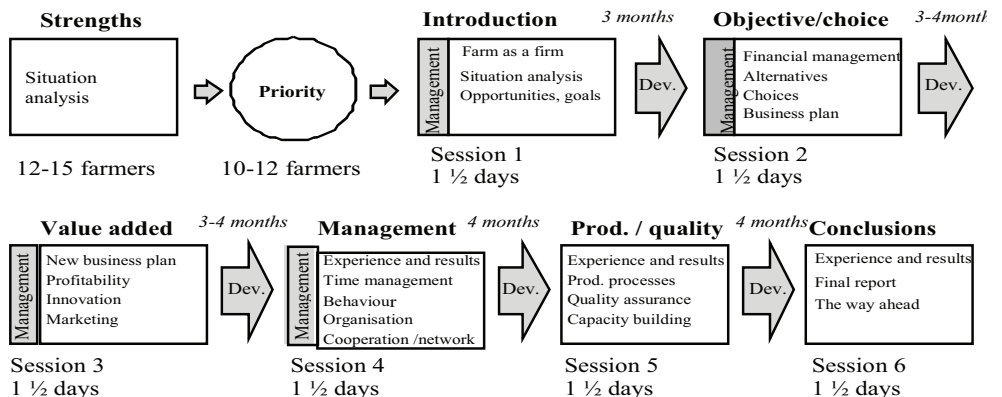 Strengths
Situation
analysis
12-15 farmers
Priority
10-12 farmers
Introduction
Management
Farm as a firm
Situation analysis
Opportunities, goals
Session 1
1 ½ days
3 months
Dev.
Objective/choice
Management
Financial management
Alternatives
Choices
Business plan
Session 2
1 ½ days
3-4month
Dev.
Value added
Management
New business plan
Profitability
Innovation
Marketing
Session 3
1 ½ days
3-4 months
Dev.
Management
Management
Experience and results
Time management
Behaviour
Organisation
Cooperation /network
Session 4
1 ½ days
4 months
Dev.
Prod. / quality
Experience and results
Prod. processes
Quality assurance
Capacity building
Session 5
1 ½ days
4 months
Dev.
Conclusions
Experience and results
Final report
The way ahead
Session 6
1 ½ days